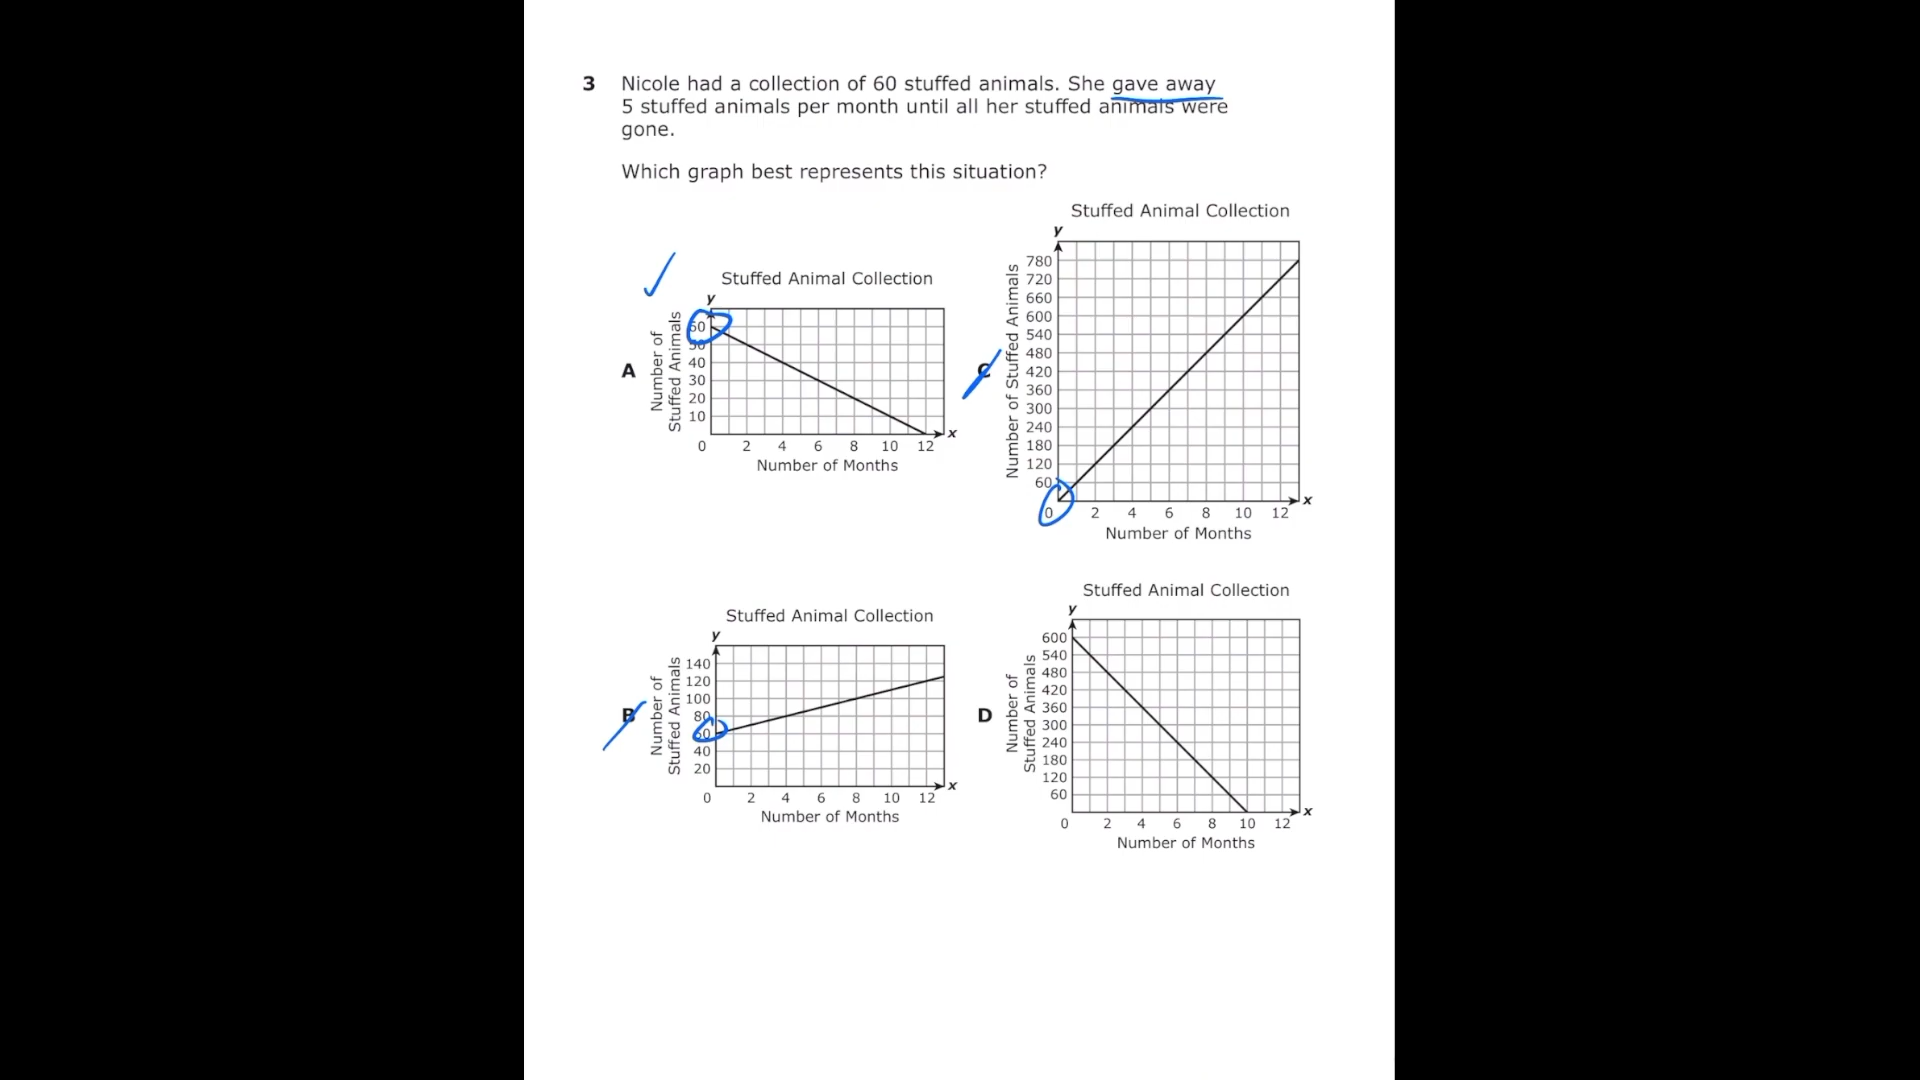 3 Nicole had a collection of 60 stuffed animals. She gave away
5 stuffed animals per month until all her stuffed animals were
gone.
Which graph best represents this situation?
A
Stuffed Animal Collection
y
Number of
Stuffed Animals
60
50
40
30
20
10
0 2 4 6 8 10 12
x
Number of Months
C
Stuffed Animal Collection
y
Number of Stuffed Animals
780
720
660
600
540
480
420
360
300
240
180
120
60
0 2 4 6 8 10 12
x
Number of Months
B
Stuffed Animal Collection
y
Number of
Stuffed Animals
140
120
100
80
60
40
20
0 2 4 6 8 10 12
x
Number of Months
D
Stuffed Animal Collection
y
Number of
Stuffed Animals
600
540
480
420
360
300
240
180
120
60
0 2 4 6 8 10 12
x
Number of Months